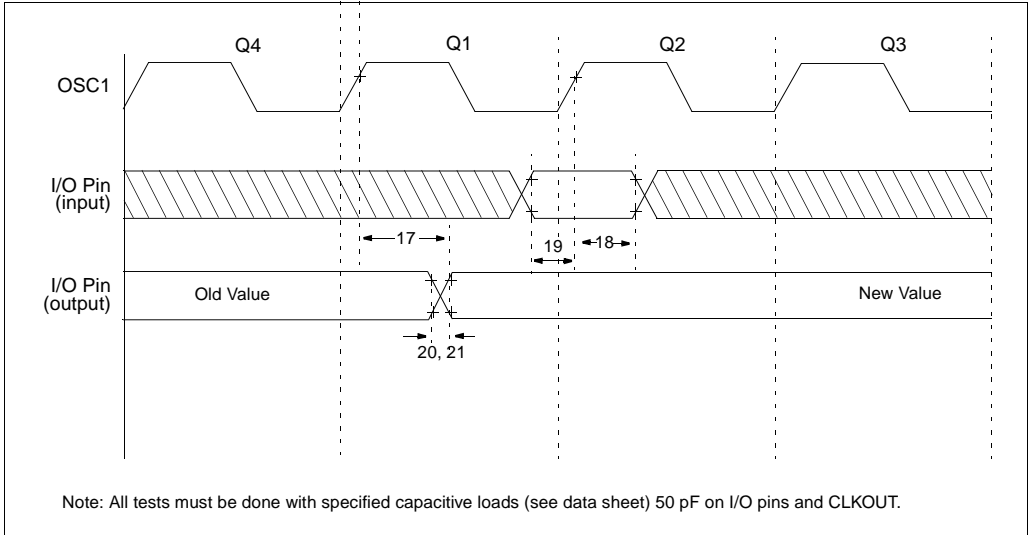 Q4 Q1 Q2 Q3
OSC1
I/O Pin
(input)
17 19 18
I/O Pin
(output)
Old Value New Value
20, 21
Note: All tests must be done with specified capacitive loads (see data sheet) 50 pF on I/O pins and CLKOUT.